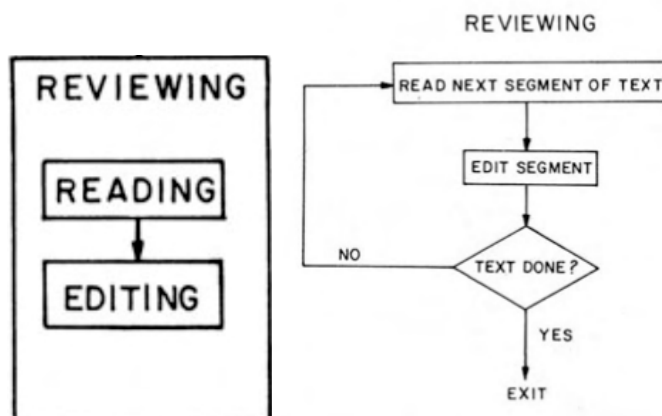 REVIEWING
READING
EDITING
REVIEWING
READ NEXT SEGMENT OF TEXT
EDIT SEGMENT
TEXT DONE?
NO
YES
EXIT